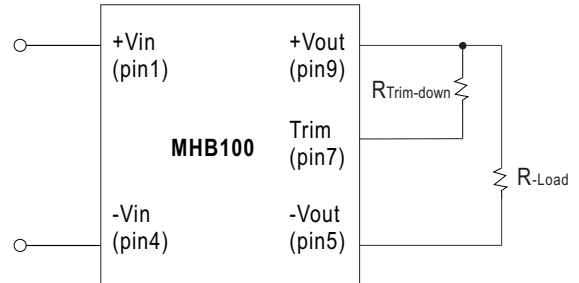 +Vin
(pin1)
+Vout
(pin9)
RTrim-down
Trim
(pin7)
MHB100
R-Load
-Vin
(pin4)
-Vout
(pin5)